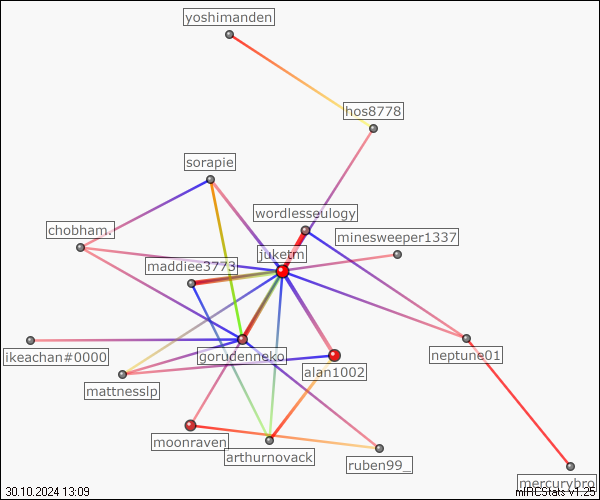 yoshimanden
hos8778
sorapie
wordlesseulogy
chobham.
minesweeper1337
juketm
maddiee3773
ikeachan#0000
gorudenneko
neptune01
alan1002
mattnesslp
moonraven
arthurnovack
ruben99_
mercurybro
30.10.2024 13:09
mIRCStats v1.25